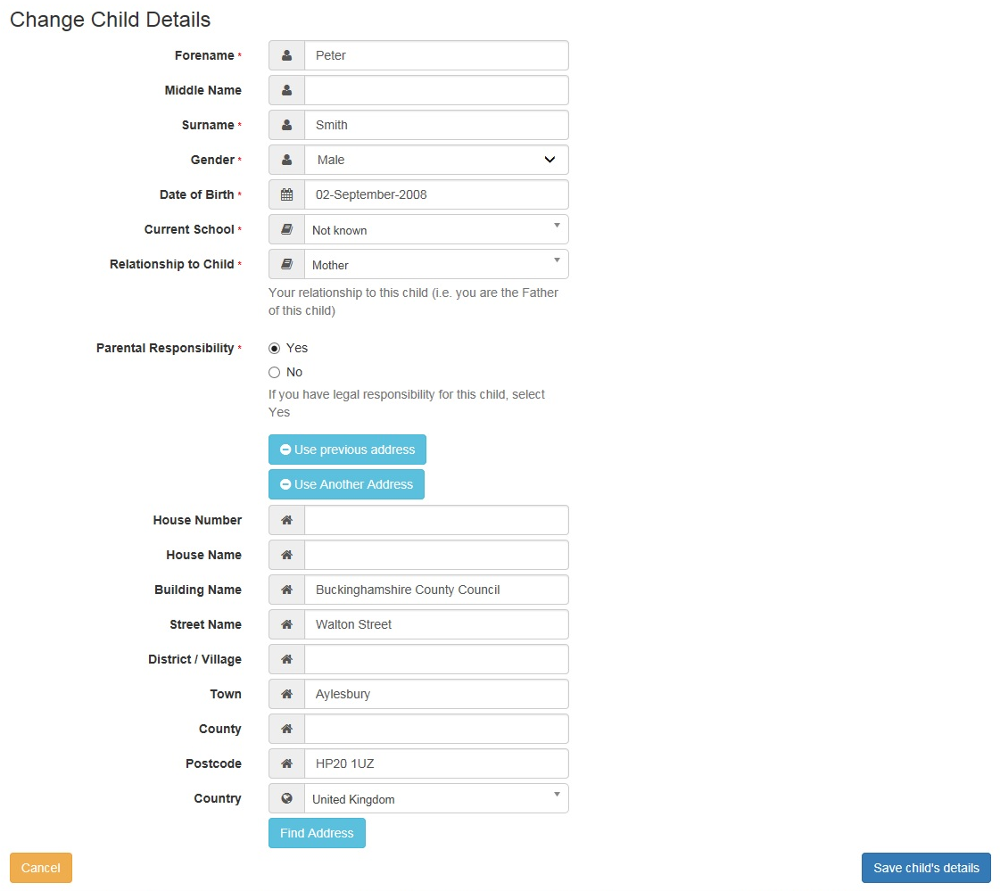 Change Child Details
Forename * Peter
Middle Name
Surname * Smith
Gender * Male
Date of Birth * 02-September-2008
Current School * Not known
Relationship to Child * Mother
Your relationship to this child (i.e. you are the Father
of this child)
Parental Responsibility * Yes
No
If you have legal responsibility for this child, select
Yes
Use previous address
Use Another Address
House Number
House Name
Building Name Buckinghamshire County Council
Street Name Walton Street
District / Village
Town Aylesbury
County
Postcode HP20 1UZ
Country United Kingdom
Find Address
Cancel Save child's details